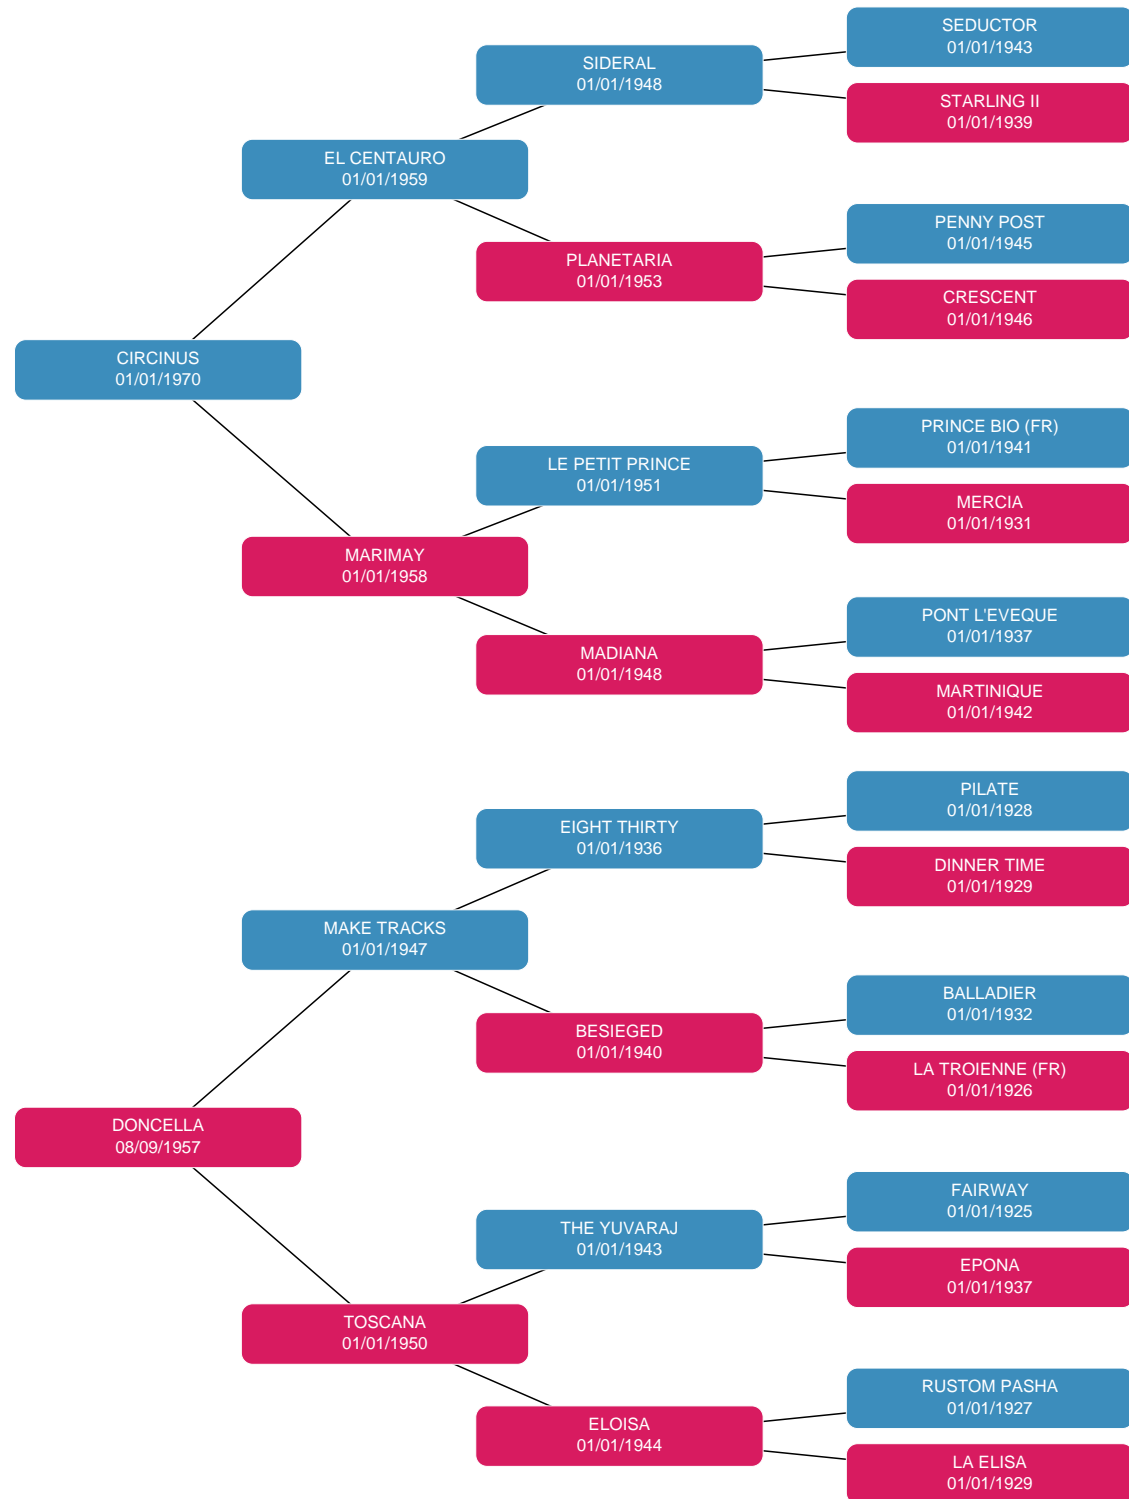 SEDUCTOR
01/01/1943
SIDERAL
01/01/1948
STARLING II
01/01/1939
EL CENTAURO
01/01/1959
PENNY POST
01/01/1945
PLANETARIA
01/01/1953
CRESCENT
01/01/1946
CIRCINUS
01/01/1970
PRINCE BIO (FR)
01/01/1941
LE PETIT PRINCE
01/01/1951
MERCIA
01/01/1931
MARIMAY
01/01/1958
PONT L'EVEQUE
01/01/1937
MADIANA
01/01/1948
MARTINIQUE
01/01/1942
PILATE
01/01/1928
EIGHT THIRTY
01/01/1936
DINNER TIME
01/01/1929
MAKE TRACKS
01/01/1947
BALLADIER
01/01/1932
BESIEGED
01/01/1940
LA TROIENNE (FR)
01/01/1926
DONCELLA
08/09/1957
FAIRWAY
01/01/1925
THE YUVARAJ
01/01/1943
EPONA
01/01/1937
TOSCANA
01/01/1950
RUSTOM PASHA
01/01/1927
ELOISA
01/01/1944
LA ELISA
01/01/1929